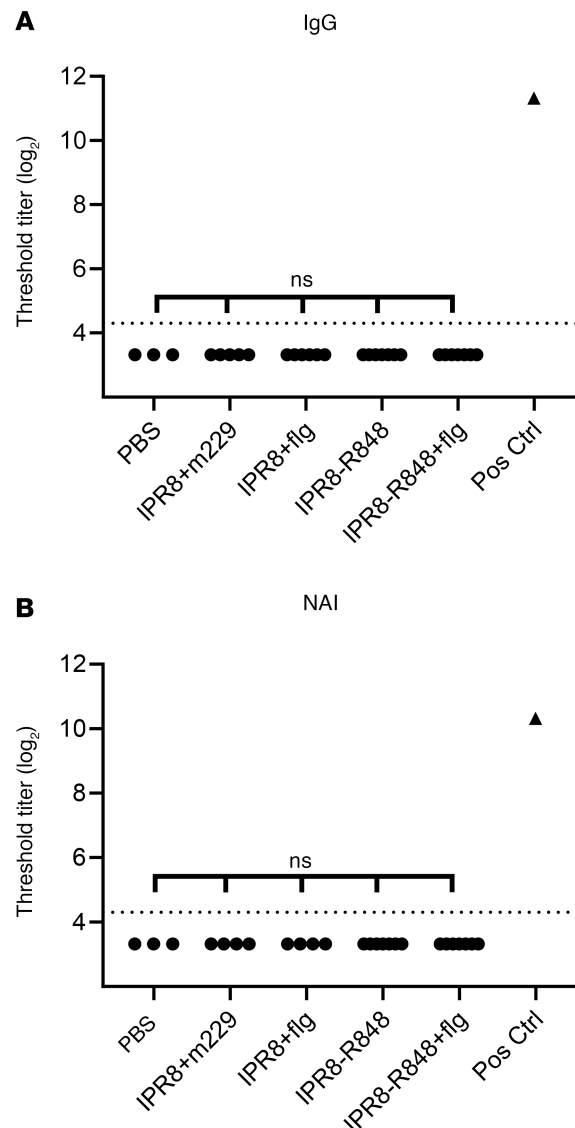 A
IgG
Threshold titer (log2)
12
10
8
6
4
ns
PBS
IPR8+m229
IPR8+flg
IPR8-R848
IPR8-R848+flg
Pos Ctrl
B
NAI
Threshold titer (log2)
12
10
8
6
4
ns
PBS
IPR8+m229
IPR8+flg
IPR8-R848
IPR8-R848+flg
Pos Ctrl